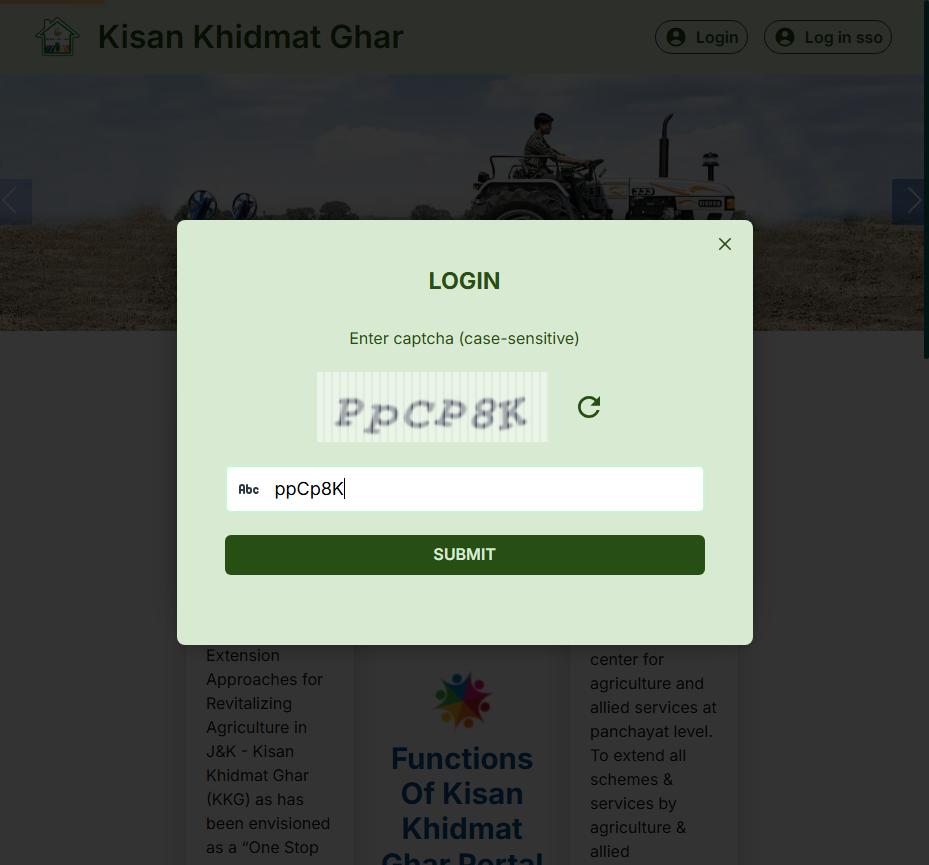 Kisan Khidmat Ghar
Login
Log in sso
LOGIN
Enter captcha (case-sensitive)
PpCP8K
Abc
ppCp8K
SUBMIT
Extension
Approaches for
Revitalizing
Agriculture in
J&K - Kisan
Khidmat Ghar
(KKG) as has
been envisioned
as a “One Stop
Functions
Of Kisan
Khidmat
Ghar Portal
center for
agriculture and
allied services at
panchayat level.
To extend all
schemes &
services by
agriculture &
allied